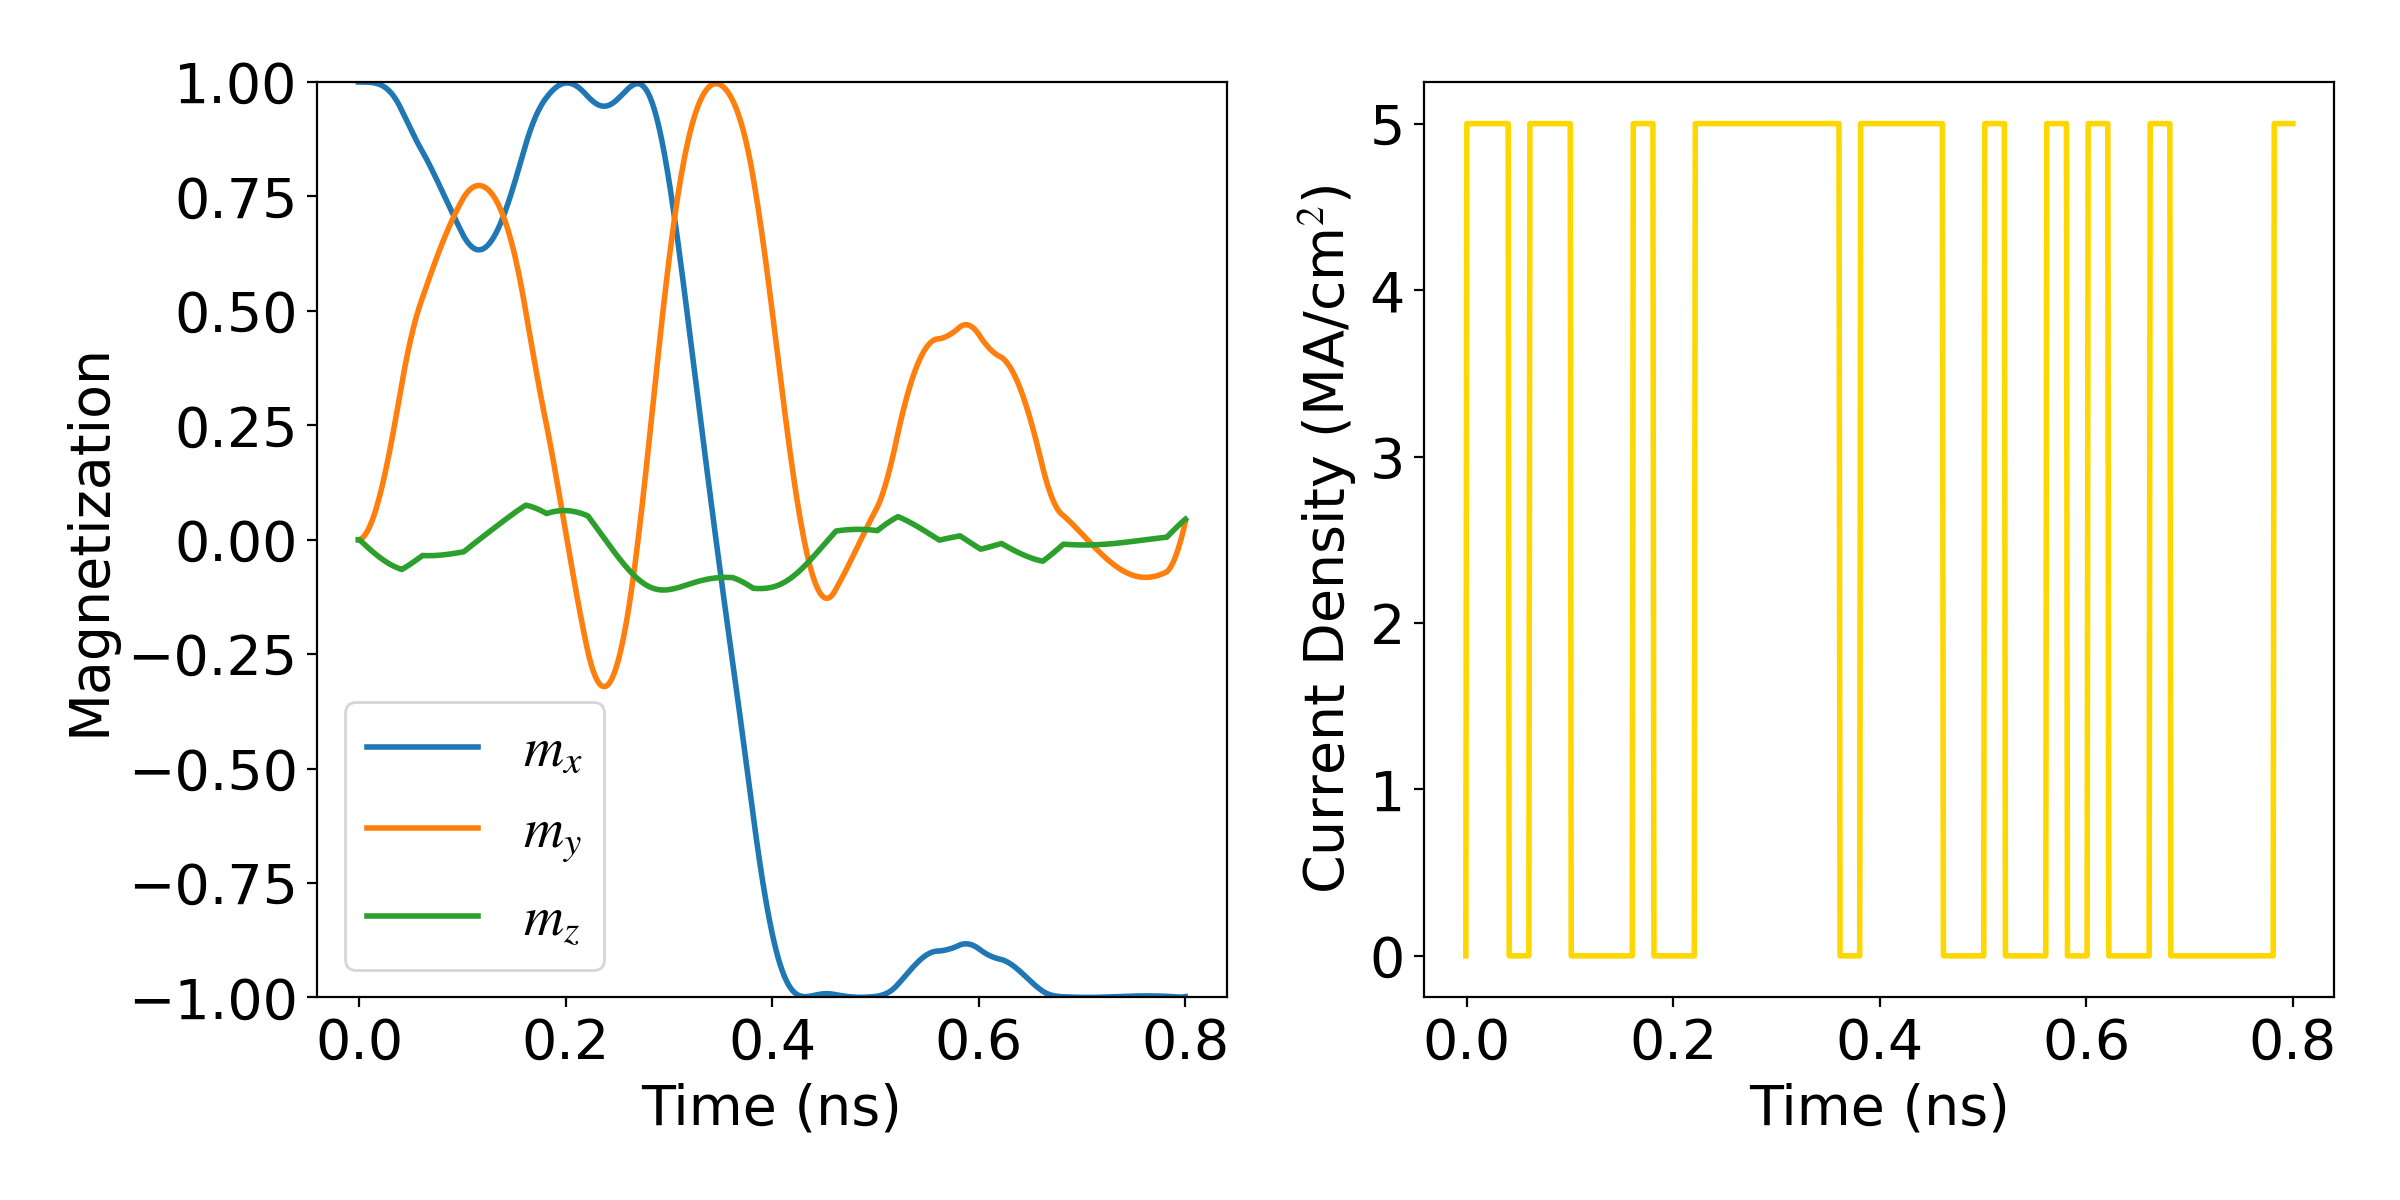 Magnetization
1.00
0.75
0.50
0.25
0.00
−0.25
−0.50
−0.75
−1.00
0.0 0.2 0.4 0.6 0.8
Time (ns)
m_x
m_y
m_z
Current Density (MA/cm²)
5
4
3
2
1
0
0.0 0.2 0.4 0.6 0.8
Time (ns)